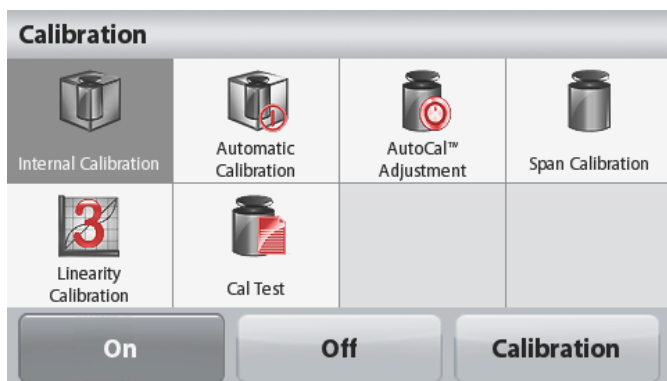 Calibration
Internal Calibration
Automatic
Calibration
AutoCal™
Adjustment
Span Calibration
3
Linearity
Calibration
Cal Test
On
Off
Calibration